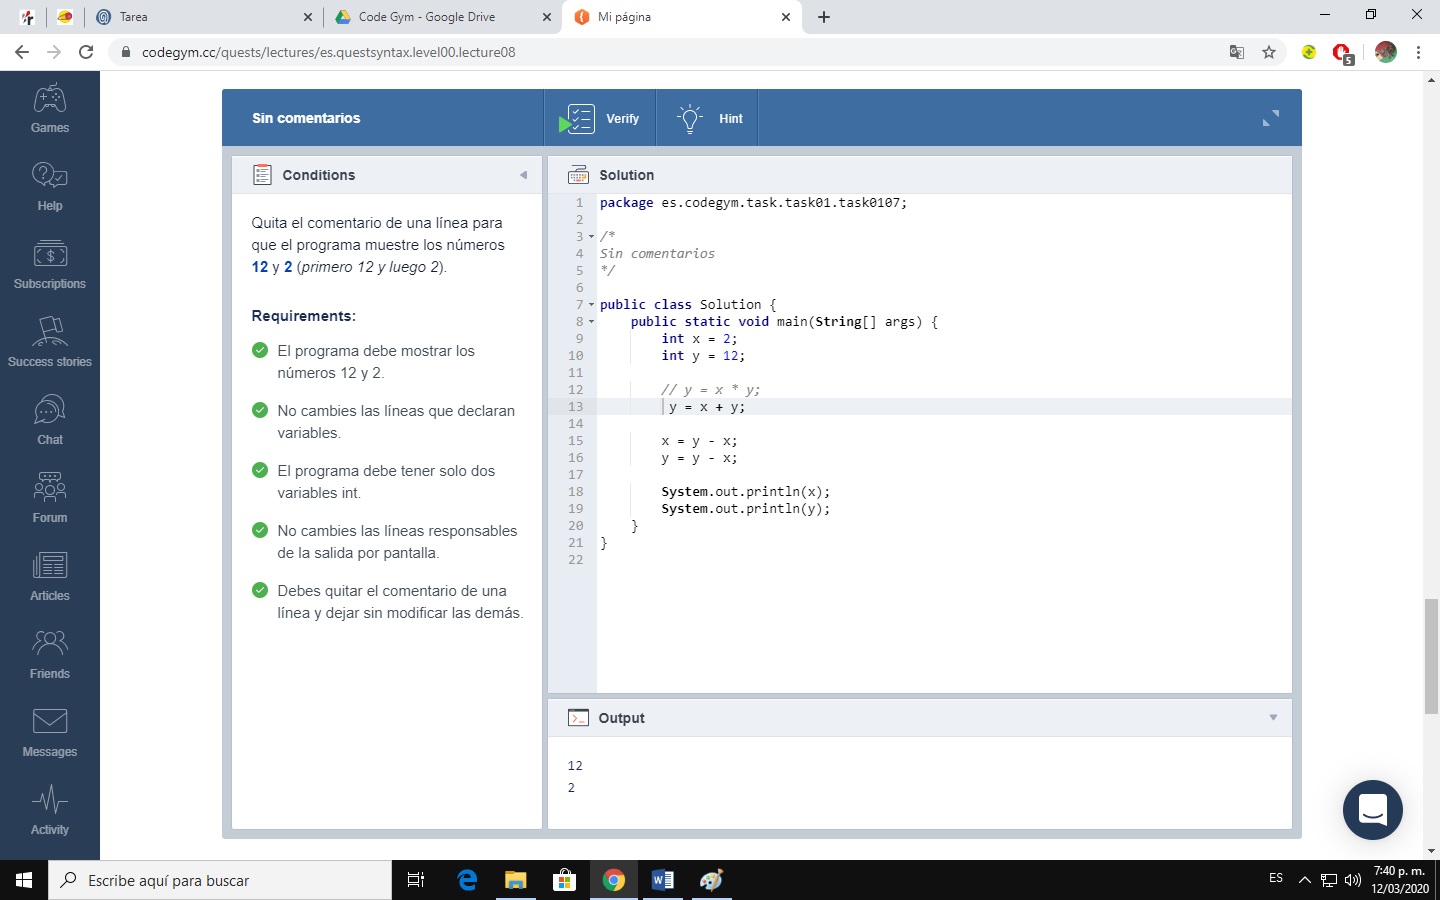 Tarea
Code Gym - Google Drive
Mi página
codegym.cc/quests/lectures/es.questsyntax.level00.lecture08
5
Games
Help
Subscriptions
Success stories
Chat
Forum
Articles
Friends
Messages
Activity
Sin comentarios
Verify
Hint
Conditions
Quita el comentario de una línea para
que el programa muestre los números
12 y 2 (primero 12 y luego 2).
Requirements:
El programa debe mostrar los
números 12 y 2.
No cambies las líneas que declaran
variables.
El programa debe tener solo dos
variables int.
No cambies las líneas responsables
de la salida por pantalla.
Debes quitar el comentario de una
línea y dejar sin modificar las demás.
Solution
1 package es.codegym.task.task01.task0107;
2
3 /*
4 Sin comentarios
5 */
6
7 public class Solution {
8 public static void main(String[] args) {
9 int x = 2;
10 int y = 12;
11
12 // y = x * y;
13 y = x + y;
14
15 x = y - x;
16 y = y - x;
17
18 System.out.println(x);
19 System.out.println(y);
20 }
21 }
22
Output
12
2
Escribe aquí para buscar
ES
7:40 p. m.
12/03/2020